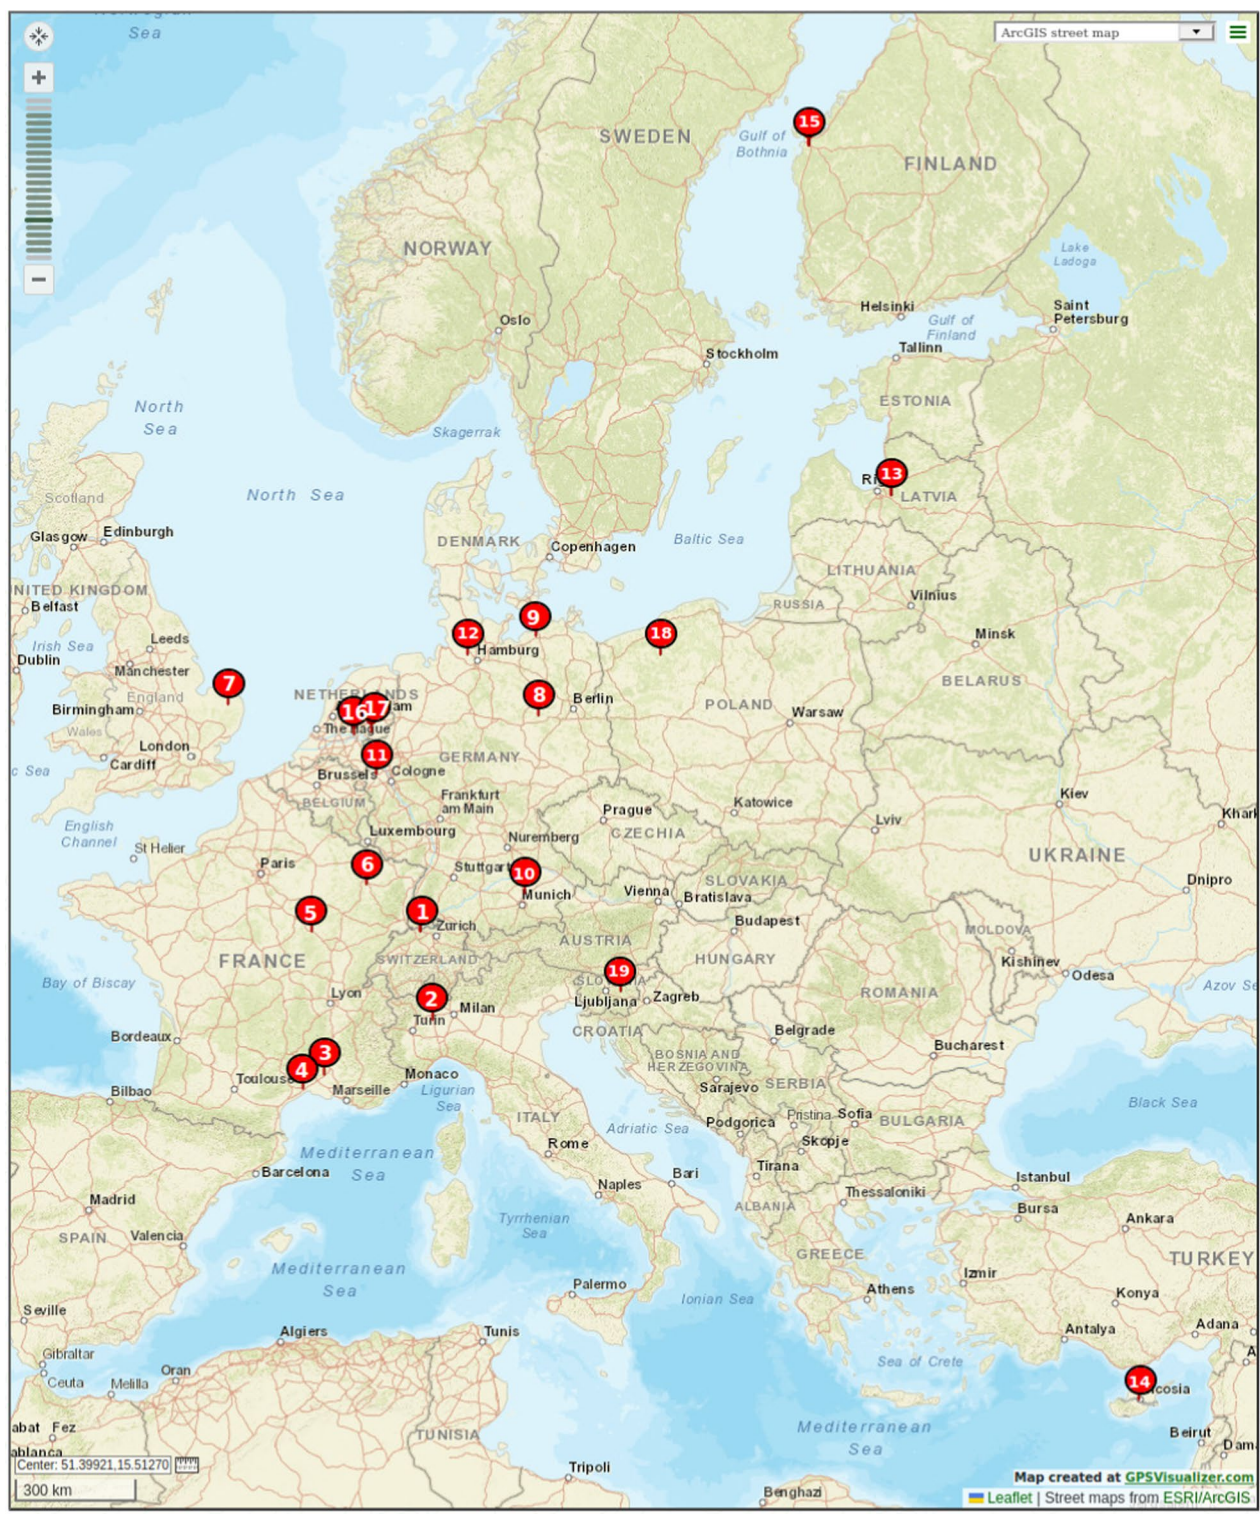 Norwegian
Sea
ArcGIS street map
15
SWEDEN
Gulf of
Bothnia
FINLAND
NORWAY
Lake
Ladoga
Helsinki
Saint
Petersburg
Oslo
Gulf of
Finland
Tallinn
Stockholm
North
Sea
ESTONIA
Skagerrak
13
North Sea
Scotland
LATVIA
Glasgow
Edinburgh
DENMARK
Copenhagen
Baltic Sea
LITHUANIA
NITED KINGDOM
Belfast
RUSSIA
Vilnius
9
12
18
Minsk
Leeds
Irish Sea
Dublin
Hamburg
Manchester
7
England
NETHERLANDS
8
BELARUS
Birmingham
16
17
am
Berlin
POLAND
Warsaw
Wales
The Hague
London
11
GERMANY
Cardiff
c Sea
Brussels
Cologne
BELGIUM
Frankfurt
am Main
Prague
Katowice
Kiev
English
Channel
Luxembourg
Nuremberg
CZECHIA
Lviv
Khark
St Helier
Paris
6
Stuttgart
10
UKRAINE
SLOVAKIA
Dnipro
Munich
Vienna
Bratislava
5
1
Zurich
Budapest
AUSTRIA
MOLDOVA
FRANCE
SWITZERLAND
HUNGARY
Kishinev
19
Odesa
Bay of Biscay
Azov Se
Lyon
2
Milan
Ljubljana
Zagreb
ROMANIA
Turin
CROATIA
Bordeaux
Belgrade
Bucharest
3
BOSNIA AND
HERZEGOVINA
4
Toulouse
Monaco
Sarajevo
SERBIA
Bilbao
Marseille
Ligurian
Sea
Black Sea
ITALY
Adriatic Sea
Podgorica
Pristina
Sofia
BULGARIA
Rome
Skopje
Mediterranean
Sea
Barcelona
Tirana
Bari
Istanbul
Madrid
Naples
Thessaloniki
ALBANIA
Bursa
Ankara
Tyrrhenian
Sea
SPAIN
Valencia
GREECE
TURKEY
Mediterranean
Sea
Izmir
Palermo
Athens
Konya
Seville
Ionian Sea
Algiers
Tunis
Antalya
Adana
Gibraltar
Sea of Crete
Oran
Ceuta
Melilla
14
cosia
abat
Fez
Mediterranean
Sea
TUNISIA
Beirut
ablanca
Dam
Center: 51.39921,15.51270
Tripoli
Map created at GPSVisualizer.com
300 km
Benghazi
Leaflet | Street maps from ESRI/ArcGIS